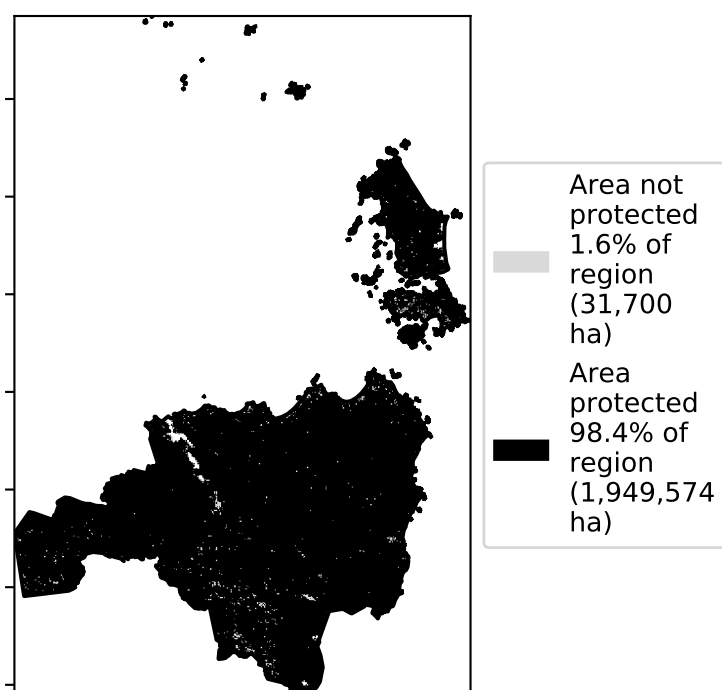 Area not
protected
1.6% of
region
(31,700
ha)
Area
protected
98.4% of
region
(1,949,574
ha)